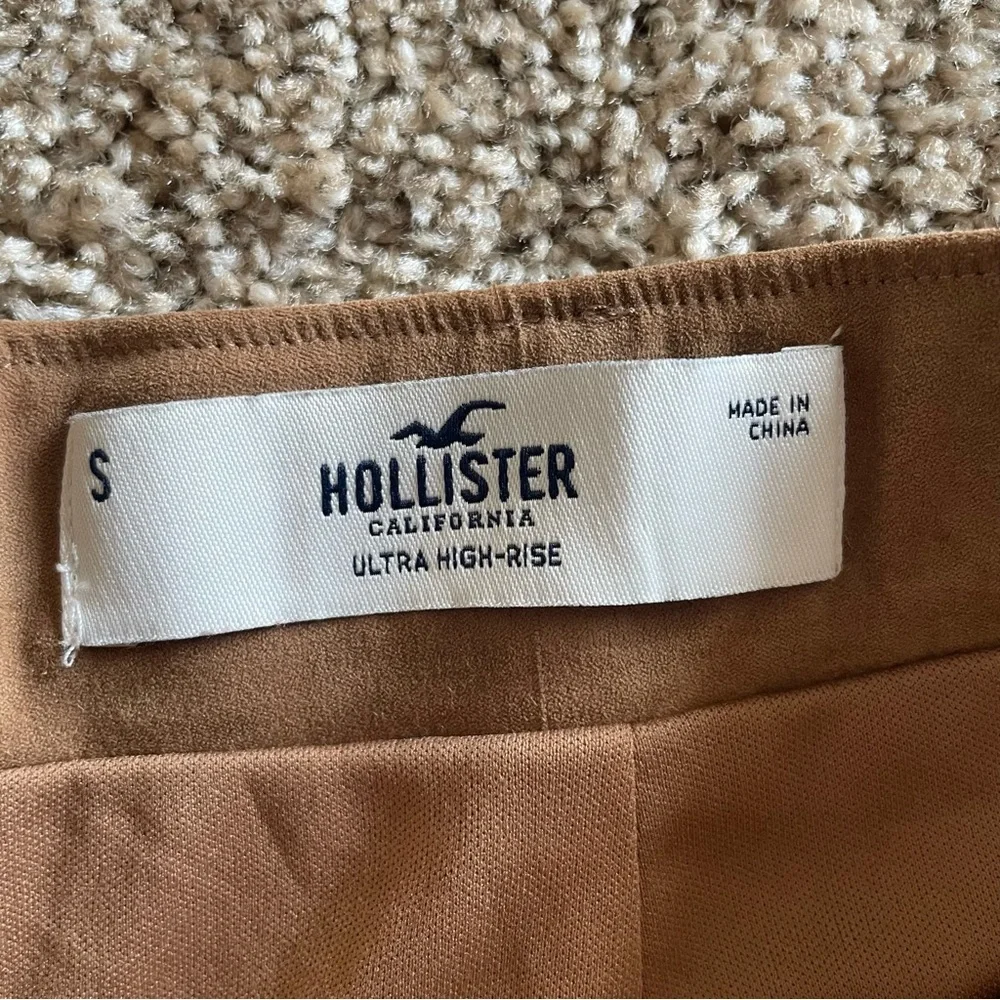 S
HOLLISTER
CALIFORNIA
ULTRA HIGH-RISE
MADE IN
CHINA